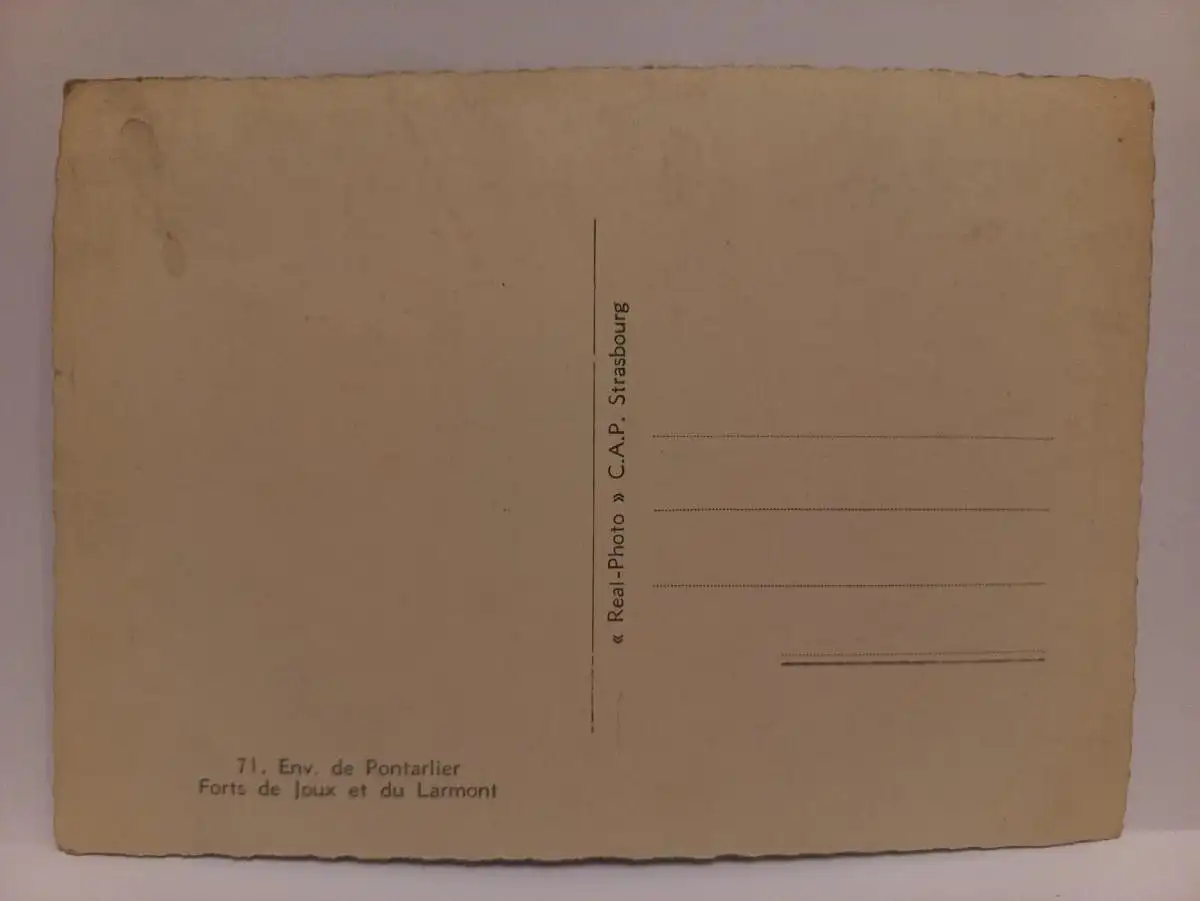 71. Env. de Pontarlier
Forts de Joux et du Larmont
« Real-Photo » C.A.P. Strasbourg